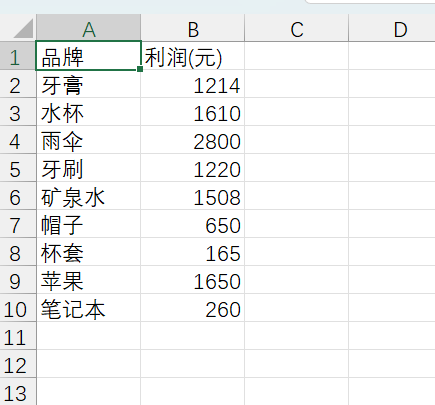 A B C D
1 品牌 利润(元)
2 牙膏 1214
3 水杯 1610
4 雨伞 2800
5 牙刷 1220
6 矿泉水 1508
7 帽子 650
8 杯套 165
9 苹果 1650
10 笔记本 260
11
12
13